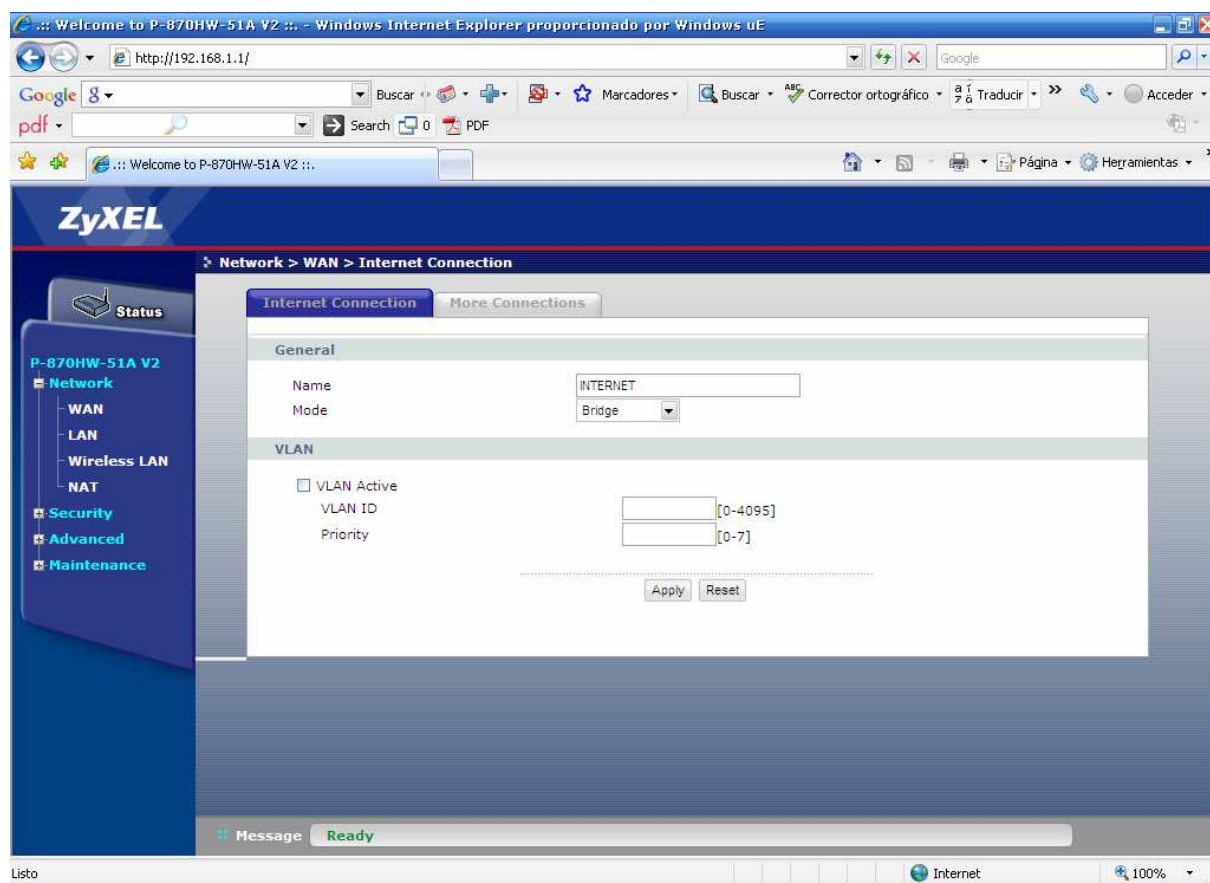 .:: Welcome to P-870HW-51A V2 ::. - Windows Internet Explorer proporcionado por Windows uE
http://192.168.1.1/
Google
Google
Buscar
Marcadores
Buscar
Corrector ortográfico
Traducir
Acceder
pdf
Search
0
PDF
.:: Welcome to P-870HW-51A V2 ::.
Página
Herramientas
ZyXEL
Network > WAN > Internet Connection
Status
Internet Connection
More Connections
P-870HW-51A V2
Network
WAN
LAN
Wireless LAN
NAT
Security
Advanced
Maintenance
General
Name
INTERNET
Mode
Bridge
VLAN
VLAN Active
VLAN ID
[0-4095]
Priority
[0-7]
Apply
Reset
Message
Ready
Listo
Internet
100%